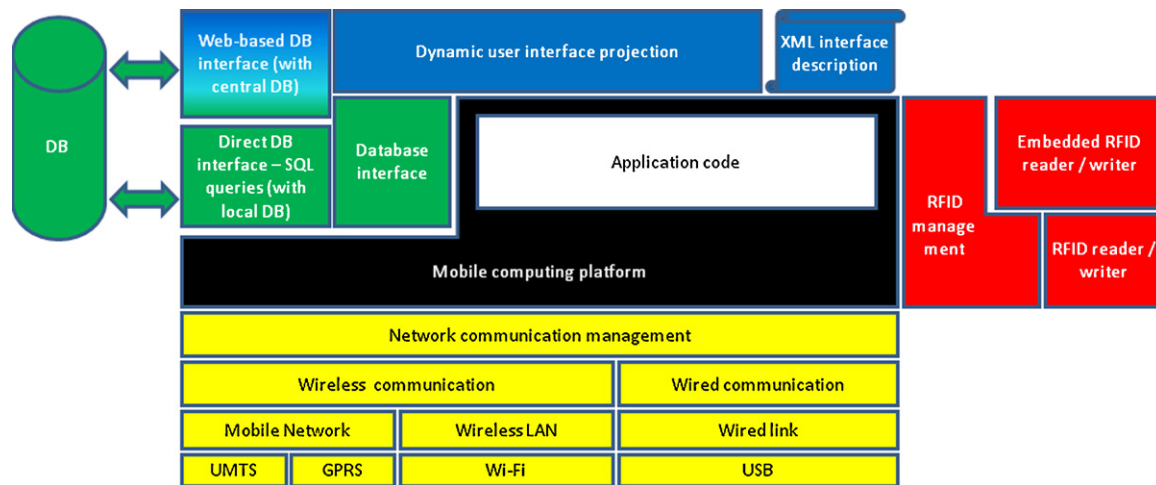 Web-based DB
interface (with
central DB)
Dynamic user interface projection
XML interface
description
DB
Direct DB
interface – SQL
queries (with
local DB)
Database
interface
Application code
RFID
manage
ment
Embedded RFID
reader / writer
RFID reader /
writer
Mobile computing platform
Network communication management
Wireless communication
Wired communication
Mobile Network
Wireless LAN
Wired link
UMTS
GPRS
Wi-Fi
USB